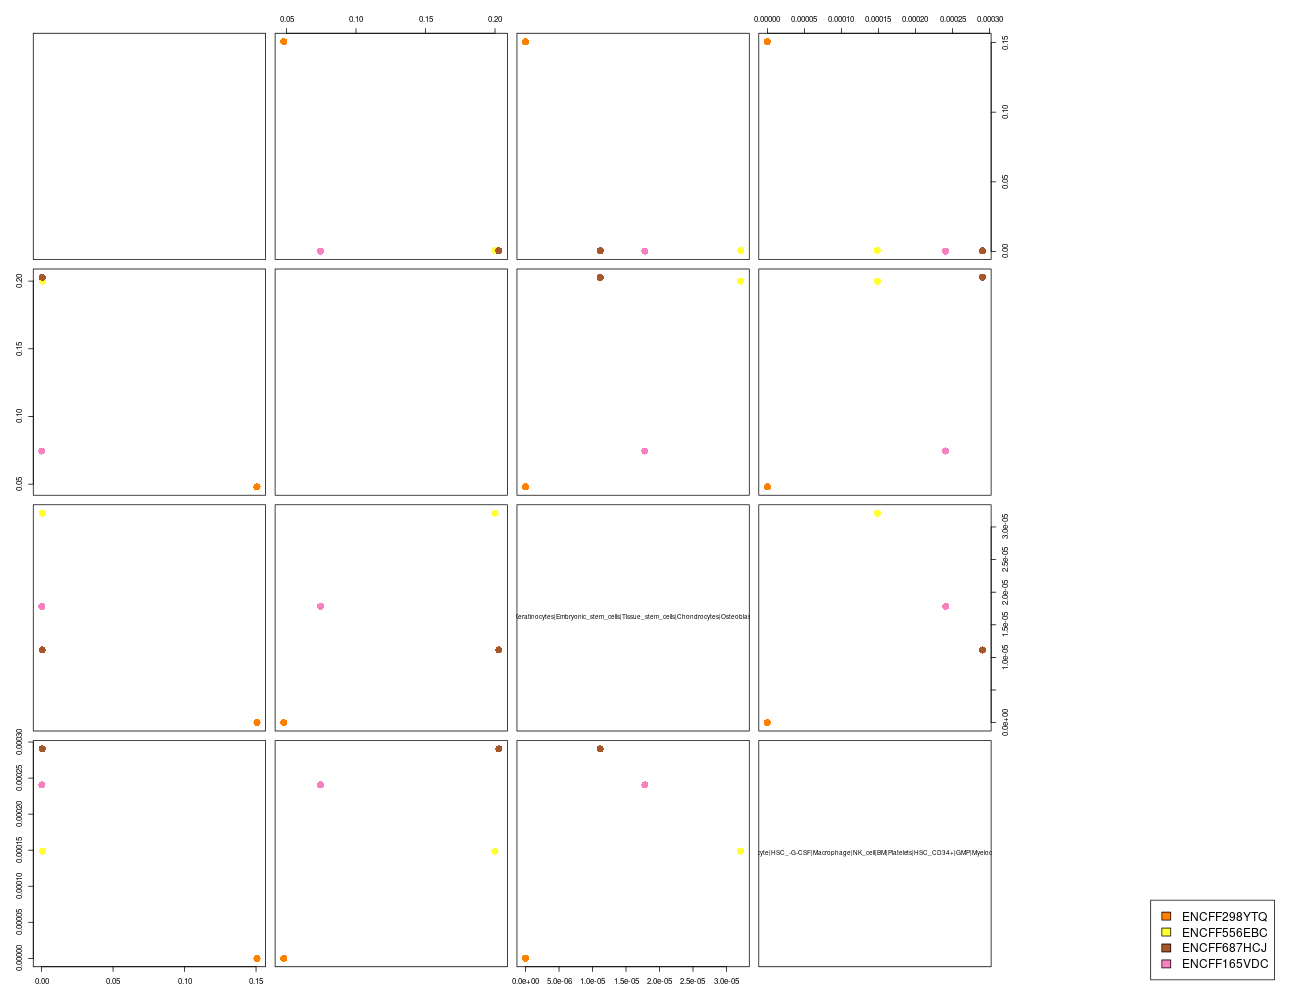 0.05 0.10 0.15 0.20
0.00000 0.00005 0.00010 0.00015 0.00020 0.00025 0.00030
0.00 0.05 0.10 0.15
0.05 0.10 0.15 0.20
eratinocytes|Embryonic_stem_cells|Tissue_stem_cells|Chondrocytes|Osteoblas
0.0e+00 1.0e-05 1.5e-05 2.0e-05 2.5e-05 3.0e-05
0.00000 0.00005 0.00010 0.00015 0.00020 0.00025 0.00030
cyte|HSC_-G-CSF|Macrophage|NK_cell|BM|Platelets|HSC_CD34+|GMP|Myeloc
0.00 0.05 0.10 0.15
0.0e+00 5.0e-06 1.0e-05 1.5e-05 2.0e-05 2.5e-05 3.0e-05
ENCFF298YTQ
ENCFF556EBC
ENCFF687HCJ
ENCFF165VDC